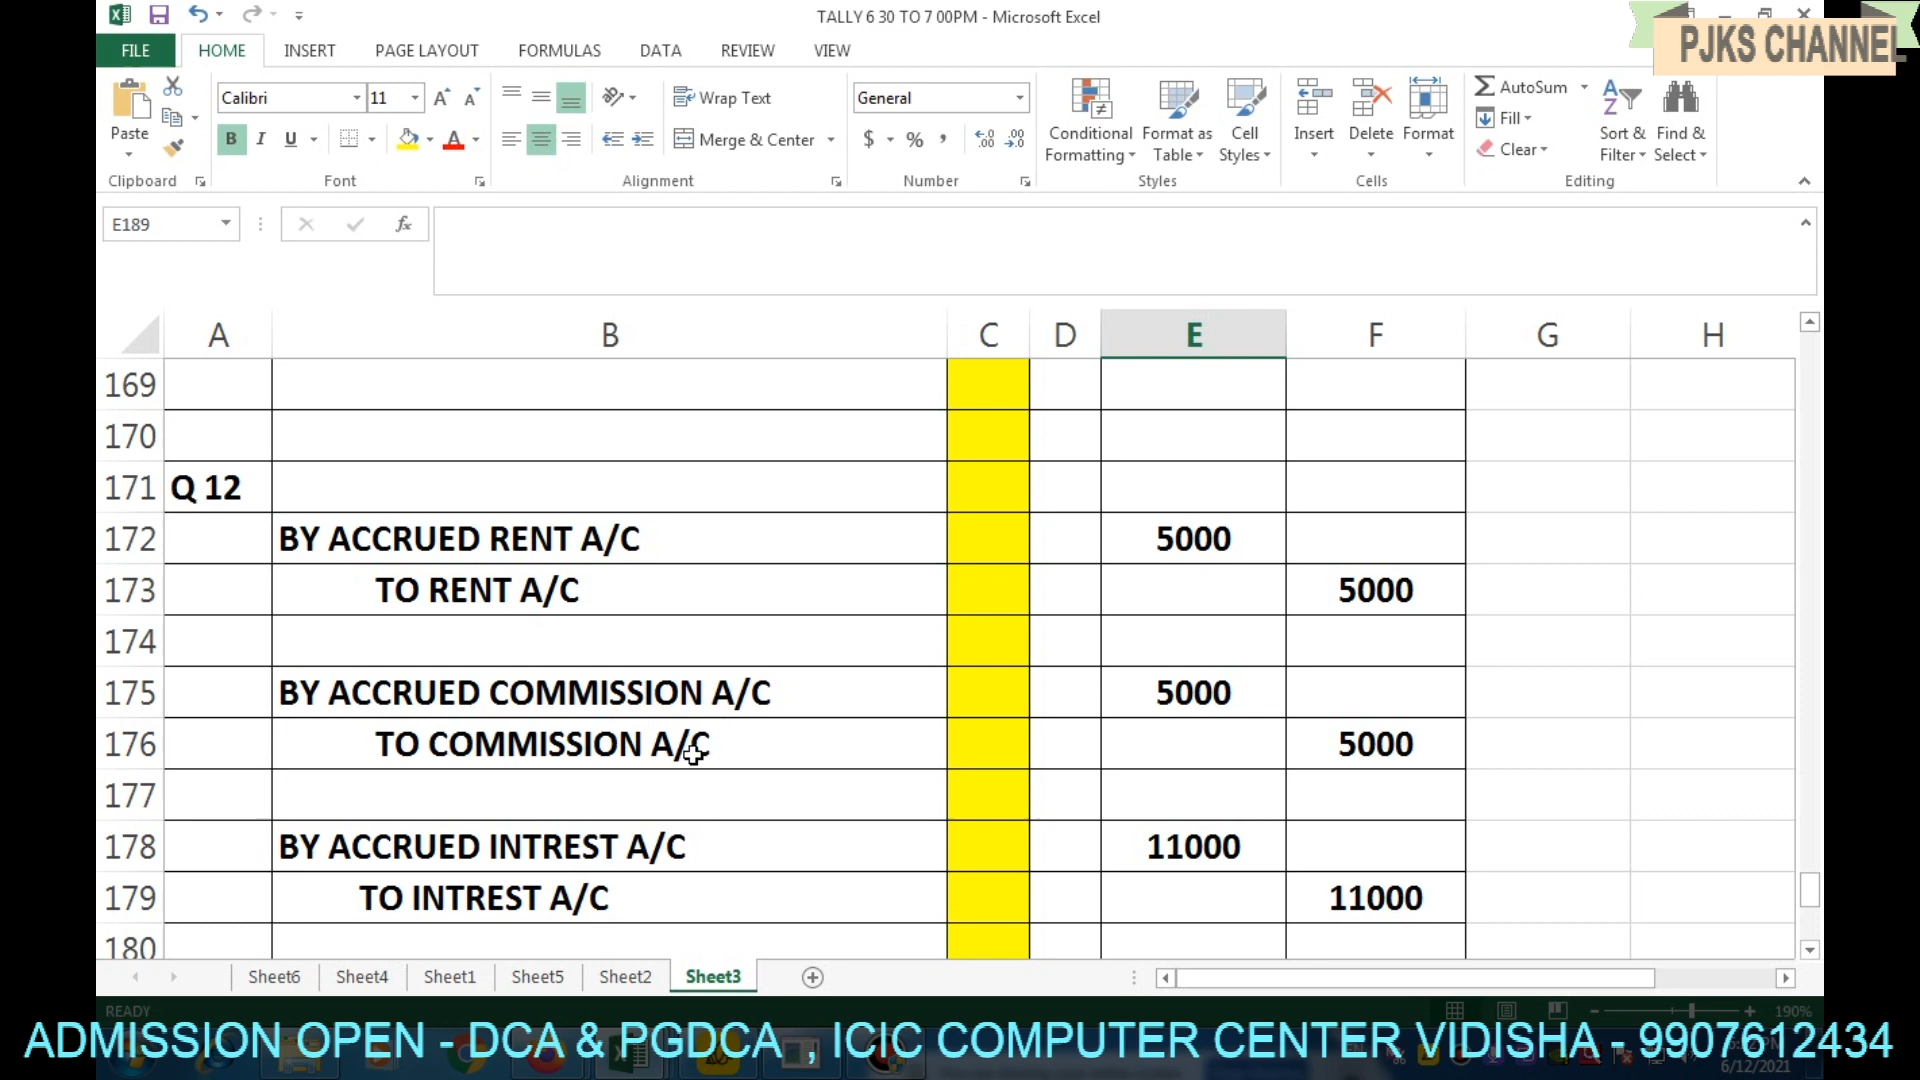 TALLY 6 30 TO 7 00PM - Microsoft Excel
PJKS CHANNEL
FILE HOME INSERT PAGE LAYOUT FORMULAS DATA REVIEW VIEW
Calibri 11 Wrap Text General AutoSum
Paste Conditional Format as Cell Insert Delete Format Fill Sort & Find &
B I U Merge & Center $ % , Formatting Table Styles Clear Filter Select
Clipboard Font Alignment Number Styles Cells Editing
E189 fx
A B C D E F G H
169
170
171 Q 12
172 BY ACCRUED RENT A/C 5000
173 TO RENT A/C 5000
174
175 BY ACCRUED COMMISSION A/C 5000
176 TO COMMISSION A/C 5000
177
178 BY ACCRUED INTREST A/C 11000
179 TO INTREST A/C 11000
180
Sheet6 Sheet4 Sheet1 Sheet5 Sheet2 Sheet3
READY 190%
ADMISSION OPEN - DCA & PGDCA , ICIC COMPUTER CENTER VIDISHA - 9907612434
6/12/2021